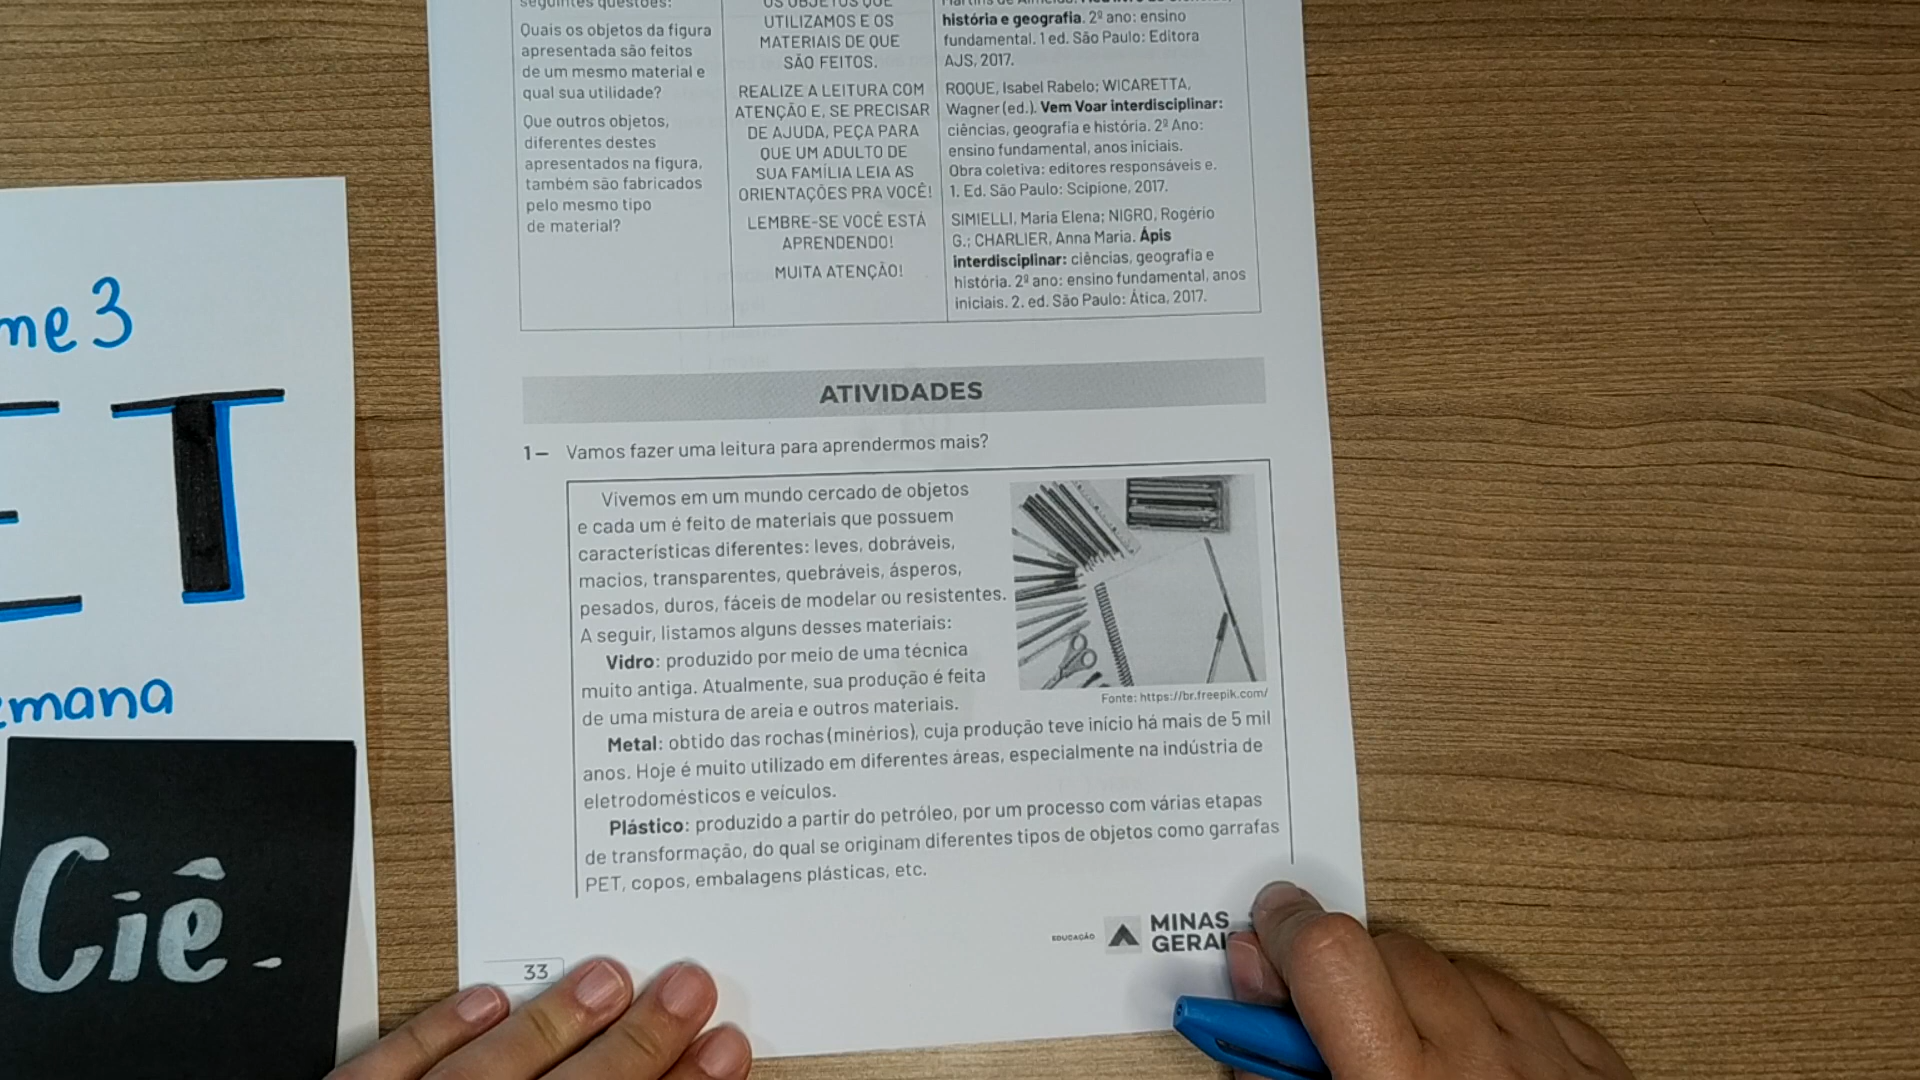 me 3
ET
emana
Ciê-
seguintes questões:
Quais os objetos da figura
apresentada são feitos
de um mesmo material e
qual sua utilidade?
Que outros objetos,
diferentes destes
apresentados na figura,
também são fabricados
pelo mesmo tipo
de material?
OS OBJETOS QUE
UTILIZAMOS E OS
MATERIAIS DE QUE
SÃO FEITOS.
REALIZE A LEITURA COM
ATENÇÃO E, SE PRECISAR
DE AJUDA, PEÇA PARA
QUE UM ADULTO DE
SUA FAMÍLIA LEIA AS
ORIENTAÇÕES PRA VOCÊ!
LEMBRE-SE VOCÊ ESTÁ
APRENDENDO!
MUITA ATENÇÃO!
história e geografia. 2º ano: ensino
fundamental. 1 ed. São Paulo: Editora
AJS, 2017.
ROQUE, Isabel Rabelo; WICARETTA,
Wagner (ed.). Vem Voar interdisciplinar:
ciências, geografia e história. 2º Ano:
ensino fundamental, anos iniciais.
Obra coletiva: editores responsáveis e.
1. Ed. São Paulo: Scipione, 2017.
SIMIELLI, Maria Elena; NIGRO, Rogério
G.; CHARLIER, Anna Maria. Ápis
interdisciplinar: ciências, geografia e
história. 2º ano: ensino fundamental, anos
iniciais. 2. ed. São Paulo: Ática, 2017.
ATIVIDADES
1– Vamos fazer uma leitura para aprendermos mais?
Vivemos em um mundo cercado de objetos
e cada um é feito de materiais que possuem
características diferentes: leves, dobráveis,
macios, transparentes, quebráveis, ásperos,
pesados, duros, fáceis de modelar ou resistentes.
A seguir, listamos alguns desses materiais:
Vidro: produzido por meio de uma técnica
muito antiga. Atualmente, sua produção é feita
de uma mistura de areia e outros materiais.
Fonte: https://br.freepik.com/
Metal: obtido das rochas (minérios), cuja produção teve início há mais de 5 mil
anos. Hoje é muito utilizado em diferentes áreas, especialmente na indústria de
eletrodomésticos e veículos.
Plástico: produzido a partir do petróleo, por um processo com várias etapas
de transformação, do qual se originam diferentes tipos de objetos como garrafas
PET, copos, embalagens plásticas, etc.
EDUCAÇÃO
MINAS
GERAIS
33